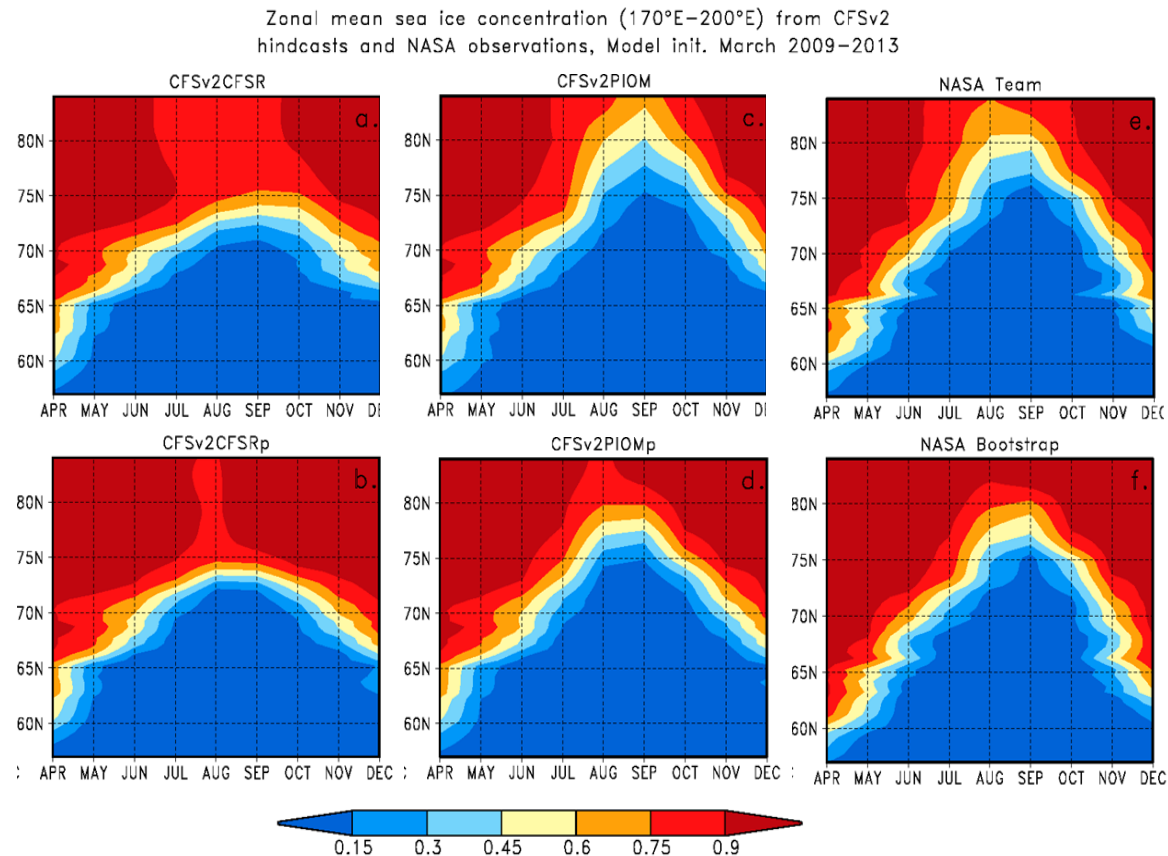 Zonal mean sea ice concentration (170°E−200°E) from CFSv2
hindcasts and NASA observations, Model init. March 2009−2013
CFSv2CFSR
a.
80N
75N
70N
65N
60N
APR MAY JUN JUL AUG SEP OCT NOV DE
CFSv2PIOM
c.
80N
75N
70N
65N
60N
APR MAY JUN JUL AUG SEP OCT NOV DE
NASA Team
e.
80N
75N
70N
65N
60N
APR MAY JUN JUL AUG SEP OCT NOV DEC
CFSv2CFSRp
b.
80N
75N
70N
65N
60N
APR MAY JUN JUL AUG SEP OCT NOV DEC
CFSv2PIOMp
d.
80N
75N
70N
65N
60N
APR MAY JUN JUL AUG SEP OCT NOV DEC
NASA Bootstrap
f.
80N
75N
70N
65N
60N
APR MAY JUN JUL AUG SEP OCT NOV DEC
0.15 0.3 0.45 0.6 0.75 0.9